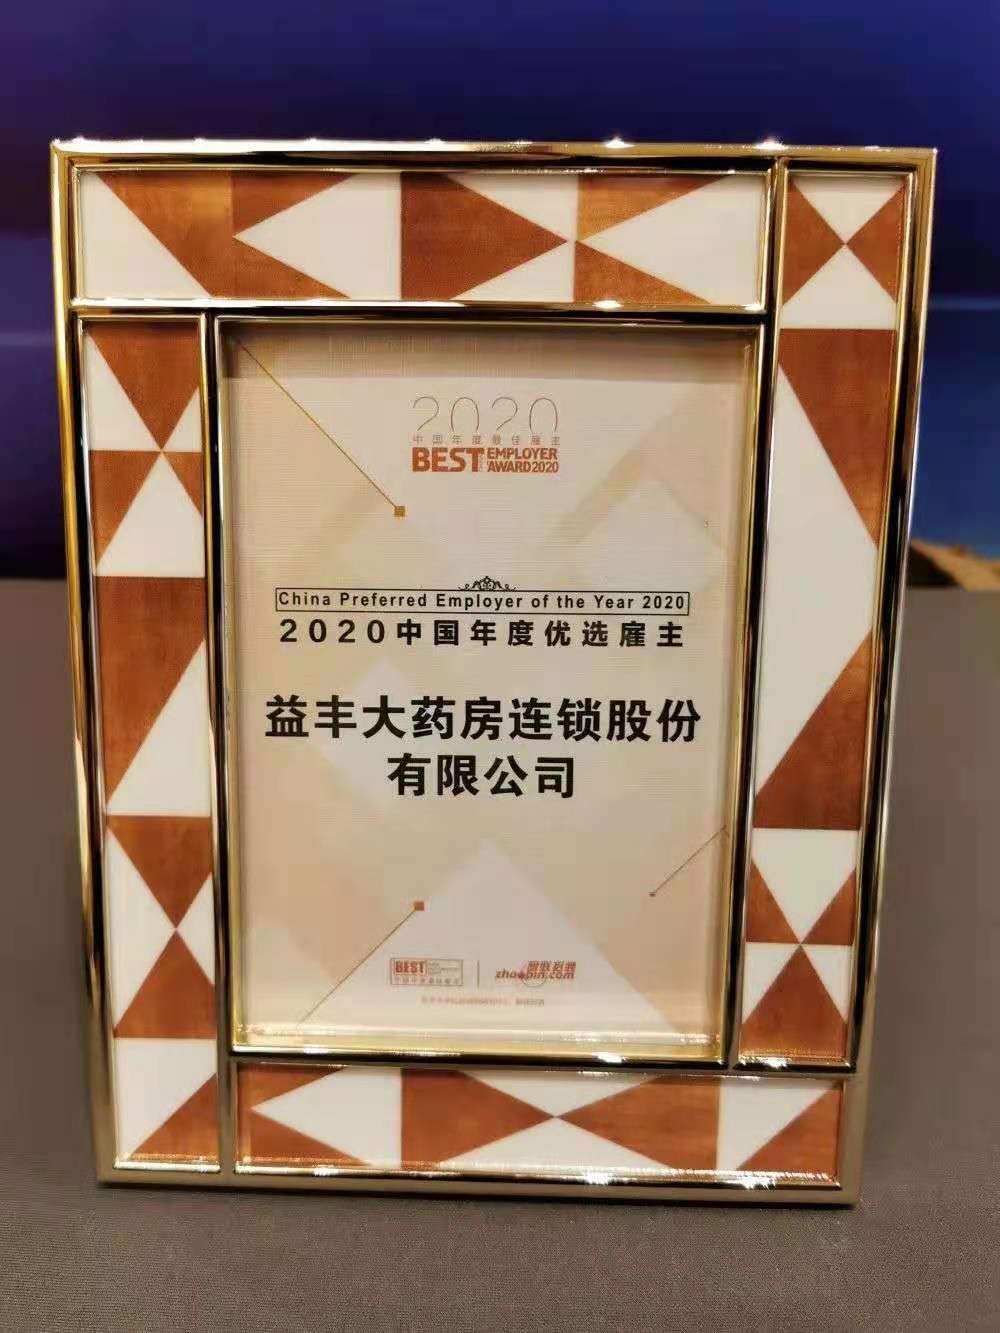 2020
中国年度最佳雇主
BEST EMPLOYER
AWARD2020
China Preferred Employer of the Year 2020
2020中国年度优选雇主
益丰大药房连锁股份
有限公司
BEST
智联招聘
zhaopin.com